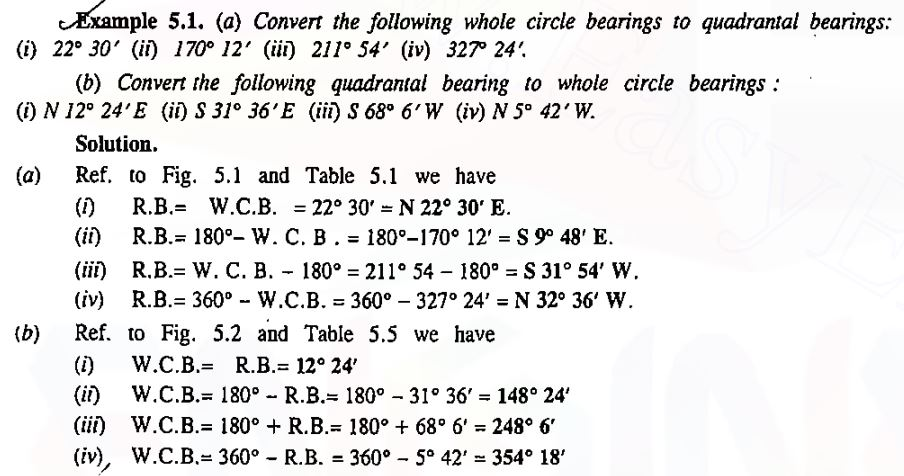 Example 5.1. (a) Convert the following whole circle bearings to quadrantal bearings:
(i) 22° 30′ (ii) 170° 12′ (iii) 211° 54′ (iv) 327° 24′.
(b) Convert the following quadrantal bearing to whole circle bearings :
(i) N 12° 24′ E (ii) S 31° 36′ E (iii) S 68° 6′ W (iv) N 5° 42′ W.
Solution.
(a) Ref. to Fig. 5.1 and Table 5.1 we have
(i) R.B.= W.C.B. = 22° 30′ = N 22° 30′ E.
(ii) R.B.= 180°– W. C. B . = 180°–170° 12′ = S 9° 48′ E.
(iii) R.B.= W. C. B. – 180° = 211° 54 – 180° = S 31° 54′ W.
(iv) R.B.= 360° – W.C.B. = 360° – 327° 24′ = N 32° 36′ W.
(b) Ref. to Fig. 5.2 and Table 5.5 we have
(i) W.C.B.= R.B.= 12° 24′
(ii) W.C.B.= 180° – R.B.= 180° – 31° 36′ = 148° 24′
(iii) W.C.B.= 180° + R.B.= 180° + 68° 6′ = 248° 6′
(iv), W.C.B.= 360° – R.B. = 360° – 5° 42′ = 354° 18′